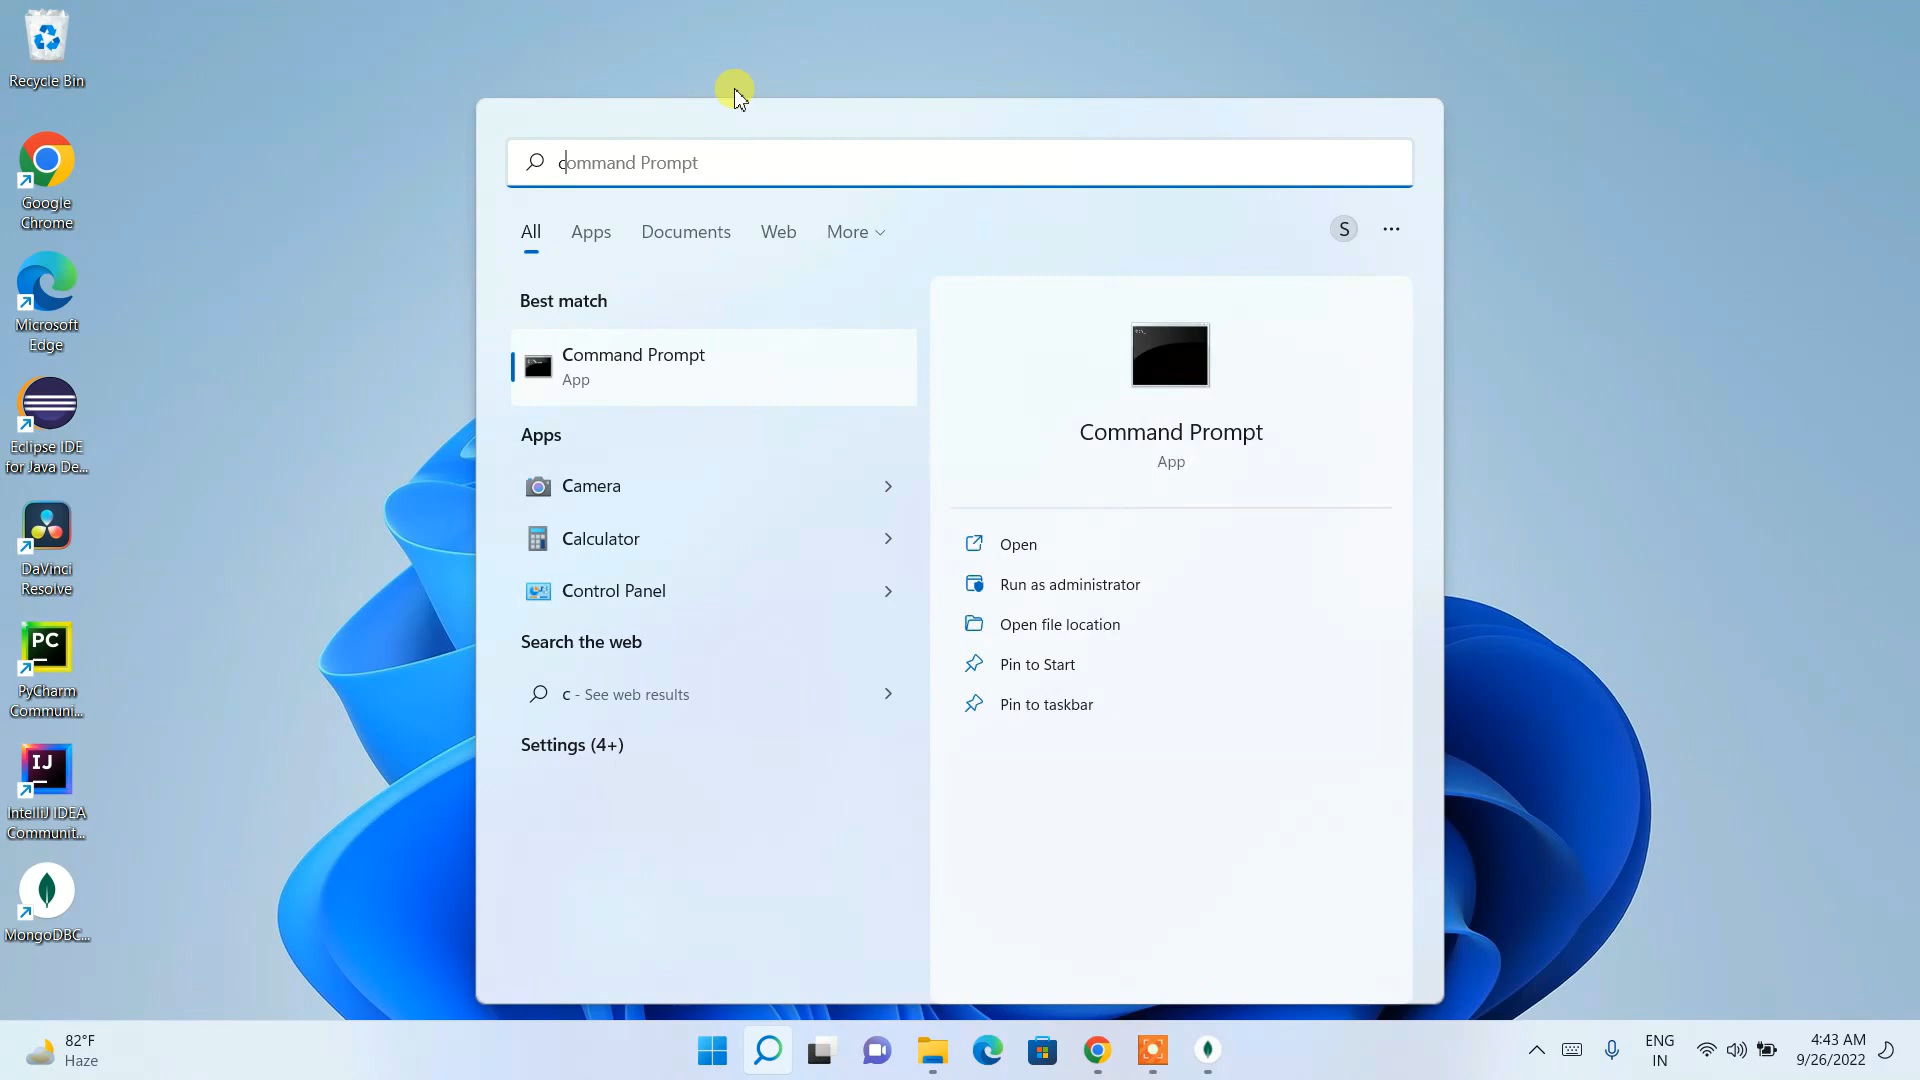 Recycle Bin
Google
Chrome
Microsoft
Edge
Eclipse IDE
for Java De...
DaVinci
Resolve
PC
PyCharm
Communi...
IJ
IntelliJ IDEA
Communit...
MongoDBC...
command Prompt
All Apps Documents Web More
S
Best match
Command Prompt
App
Apps
Camera
Calculator
Control Panel
Search the web
c - See web results
Settings (4+)
Command Prompt
App
Open
Run as administrator
Open file location
Pin to Start
Pin to taskbar
82°F
Haze
ENG
IN
4:43 AM
9/26/2022